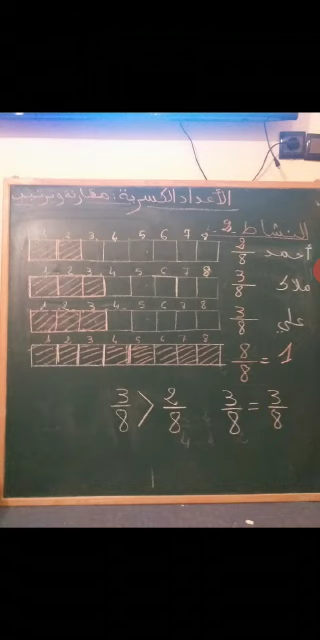 الأعداد الكسرية: مقارنة وترتيب
النشاط 2:
1 2 3 4 5 6 7 8 2/8 أحمد
1 2 3 4 5 6 7 8 3/8 ملاك
1 2 3 4 5 6 7 8 3/8 علي
1 2 3 4 5 6 7 8 8/8 = 1
3/8 > 2/8 3/8 = 3/8